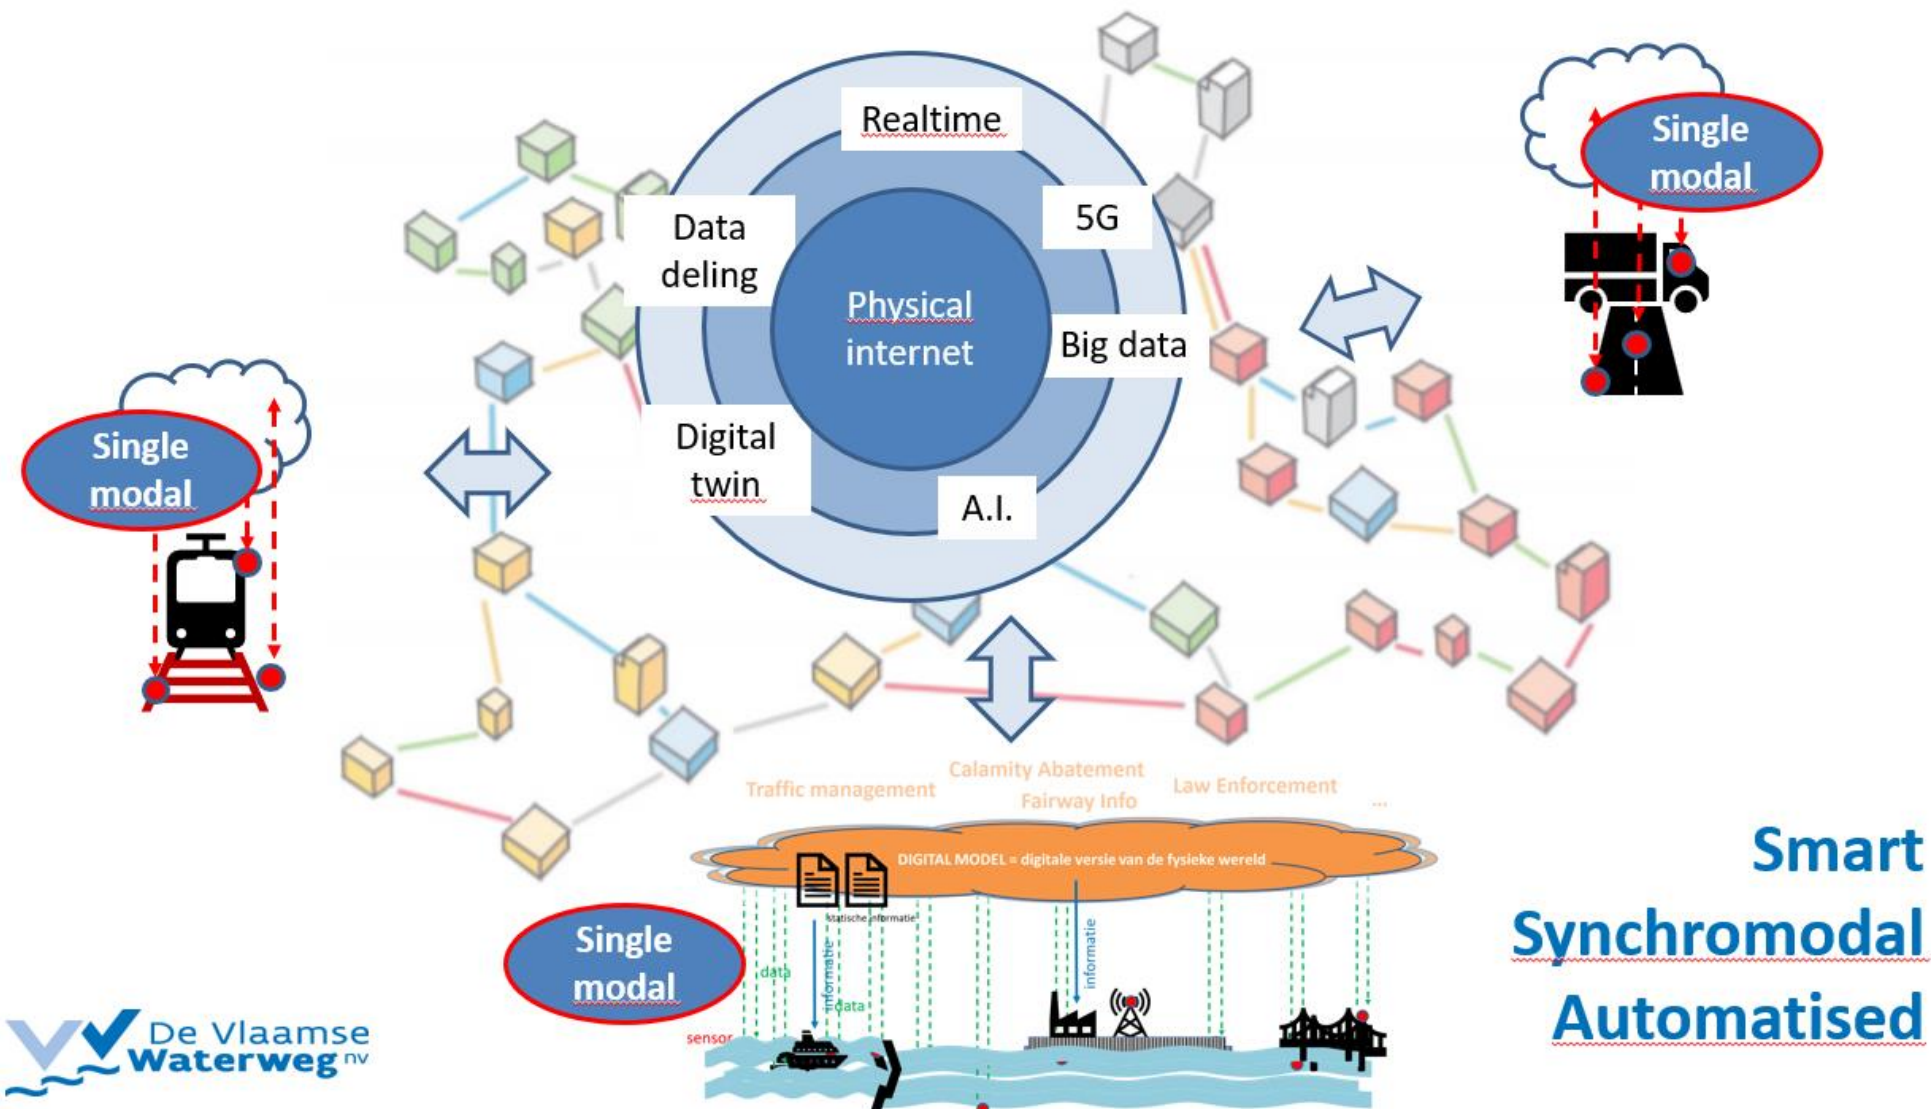 Realtime
Data
deling
5G
Physical
internet
Big data
Digital
twin
A.I.
Single
modal
Single
modal
Calamity Abatement
Traffic management
Law Enforcement
Fairway Info
...
DIGITAL MODEL = digitale versie van de fysieke wereld
statische informatie
Single
modal
data
informatie
data
informatie
sensor
Smart
Synchromodal
Automatised
De Vlaamse
Waterweg nv